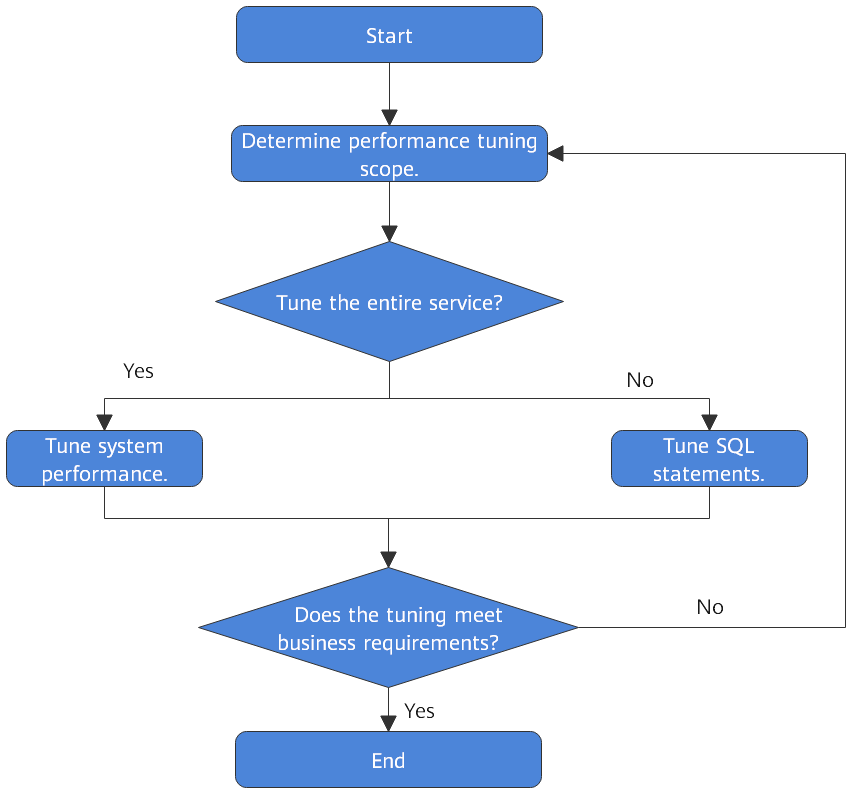 Start
Determine performance tuning
scope.
Tune the entire service?
Yes
No
Tune system
performance.
Tune SQL
statements.
Does the tuning meet
business requirements?
No
Yes
End